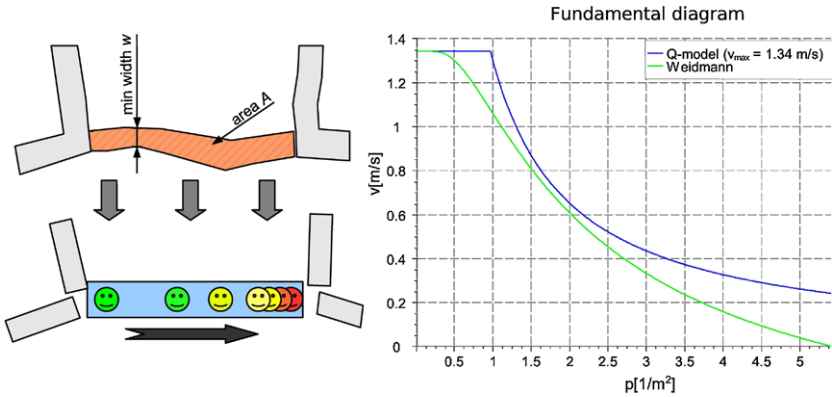 min width w
area A
Fundamental diagram
Q-model (vmax = 1.34 m/s)
Weidmann
v[m/s]
1.4
1.2
1
0.8
0.6
0.4
0.2
0
0.5
1
1.5
2
2.5
3
3.5
4
4.5
5
p[1/m²]